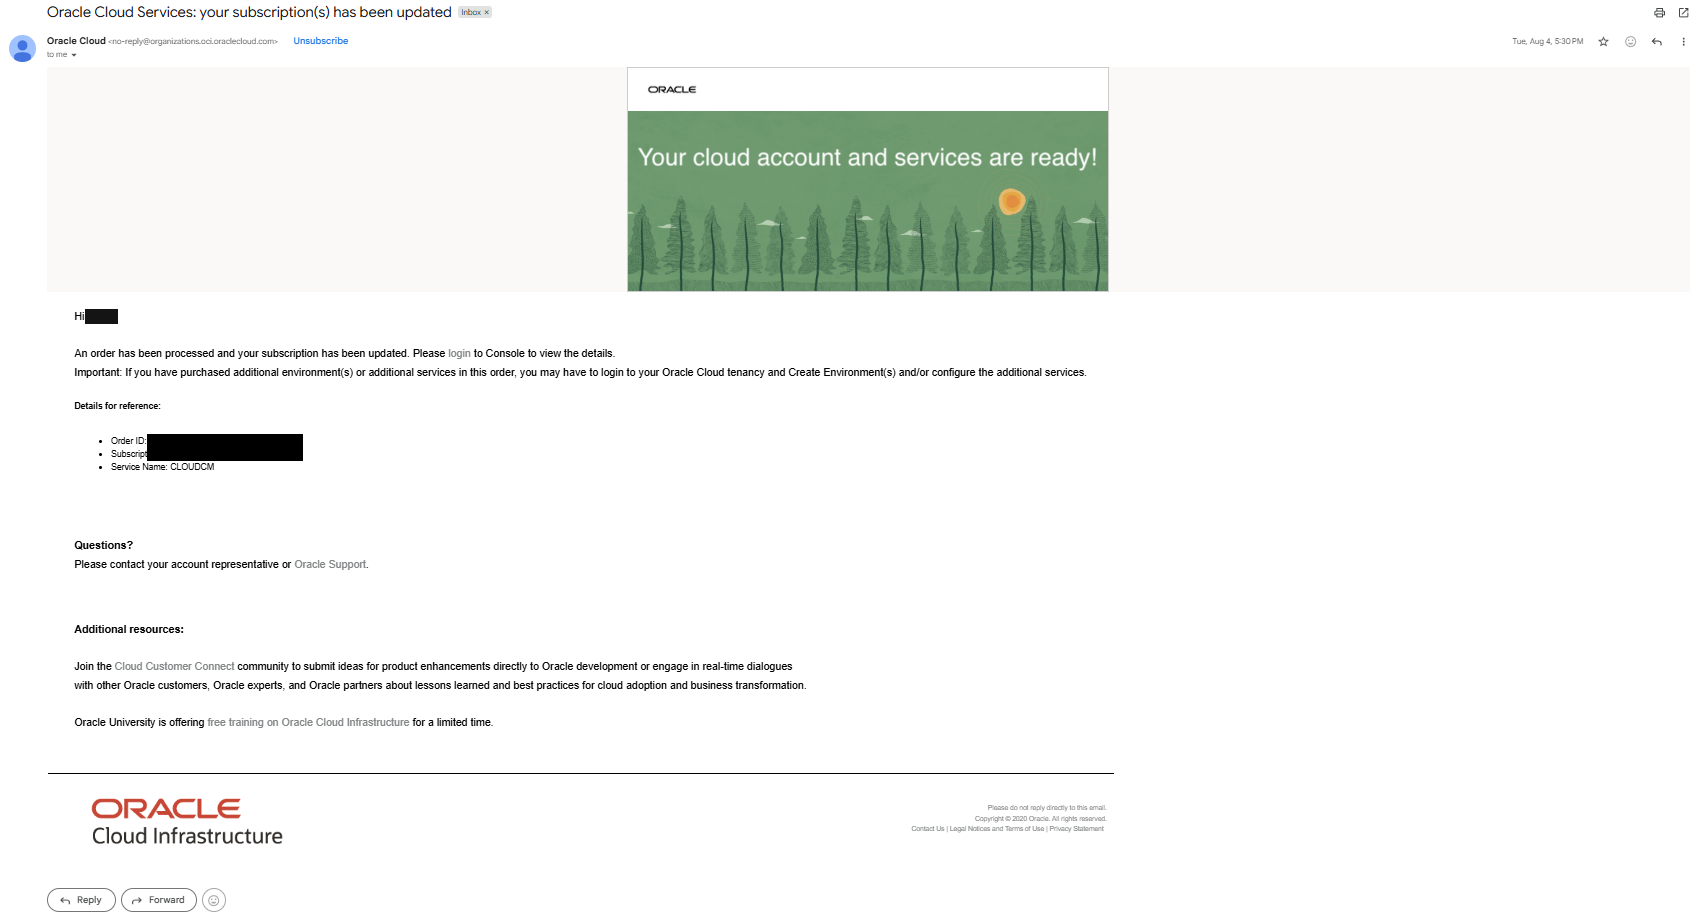 Oracle Cloud Services: your subscription(s) has been updated Inbox ×
Oracle Cloud <no-reply@organizations.oci.oraclecloud.com> Unsubscribe Tue, Aug 4, 5:30 PM
to me
ORACLE
Your cloud account and services are ready!
Hi
An order has been processed and your subscription has been updated. Please login to Console to view the details.
Important: If you have purchased additional environment(s) or additional services in this order, you may have to login to your Oracle Cloud tenancy and Create Environment(s) and/or configure the additional services.
Details for reference:
• Order ID:
• Subscript
• Service Name: CLOUDCM
Questions?
Please contact your account representative or Oracle Support.
Additional resources:
Join the Cloud Customer Connect community to submit ideas for product enhancements directly to Oracle development or engage in real-time dialogues
with other Oracle customers, Oracle experts, and Oracle partners about lessons learned and best practices for cloud adoption and business transformation.
Oracle University is offering free training on Oracle Cloud Infrastructure for a limited time.
ORACLE
Cloud Infrastructure
Please do not reply directly to this email.
Copyright © 2020 Oracle. All rights reserved.
Contact Us | Legal Notices and Terms of Use | Privacy Statement
Reply Forward